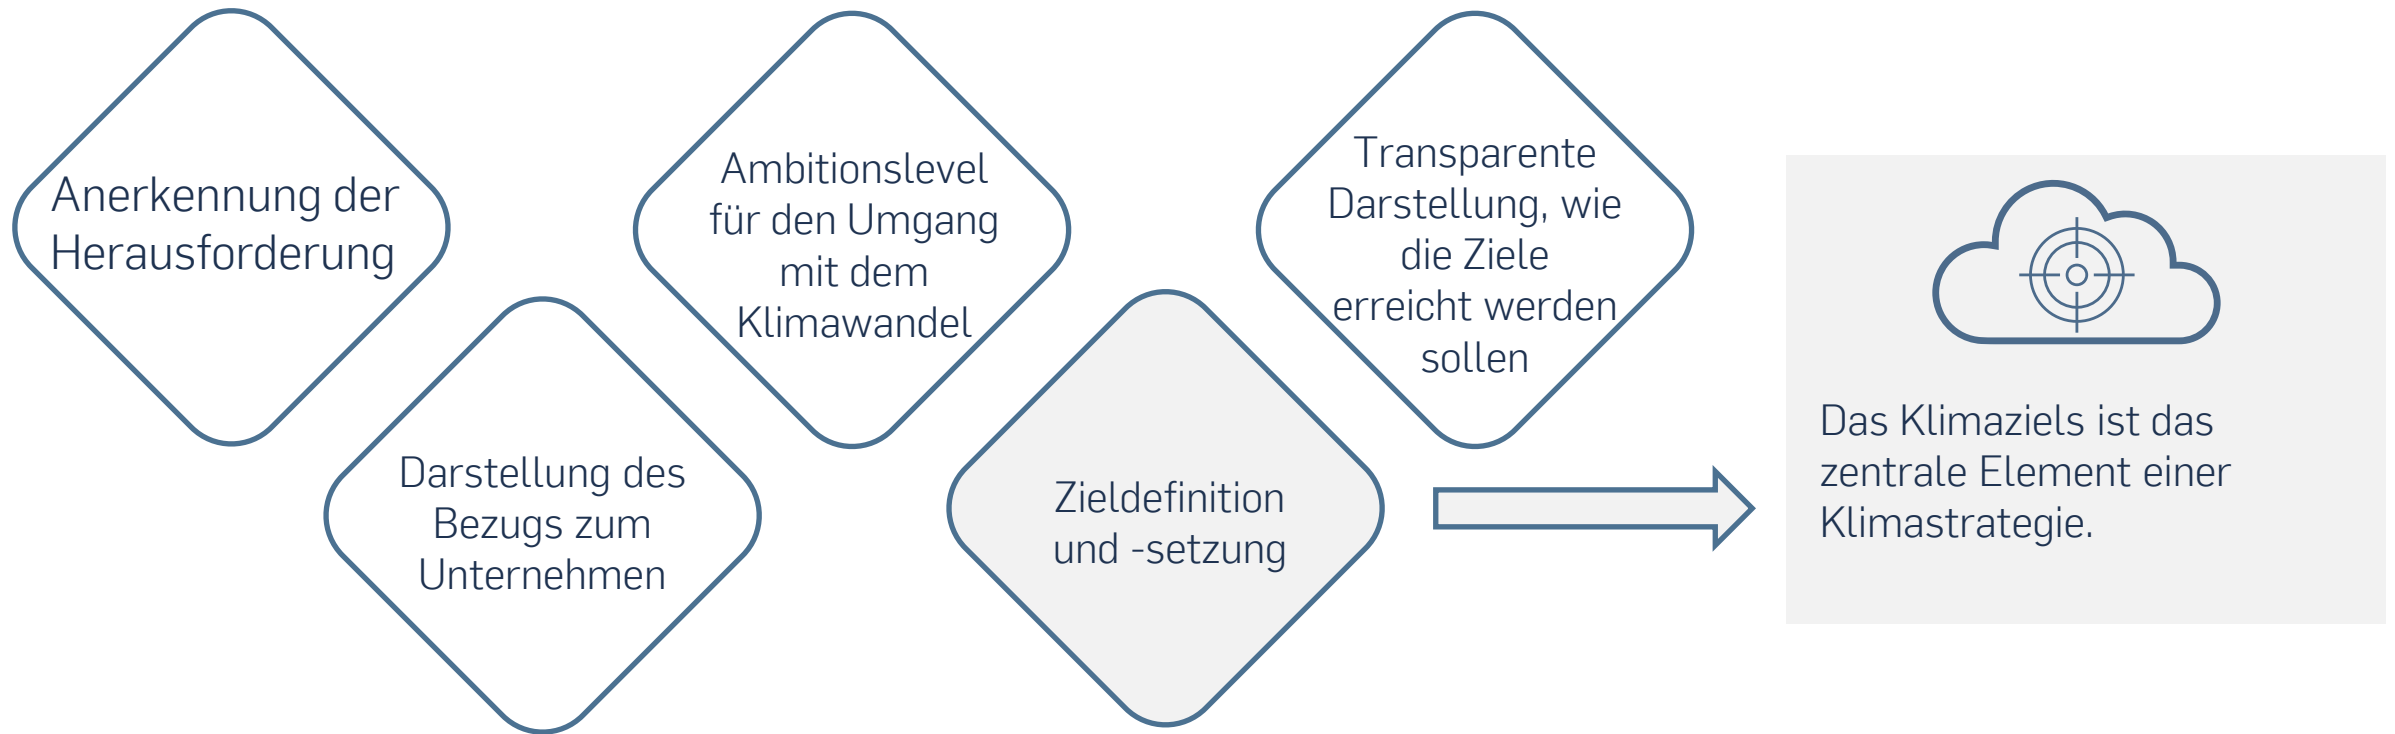 Anerkennung der
Herausforderung
Darstellung des
Bezugs zum
Unternehmen
Ambitionslevel
für den Umgang
mit dem
Klimawandel
Zieldefinition
und -setzung
Transparente
Darstellung, wie
die Ziele
erreicht werden
sollen
Das Klimaziels ist das
zentrale Element einer
Klimastrategie.